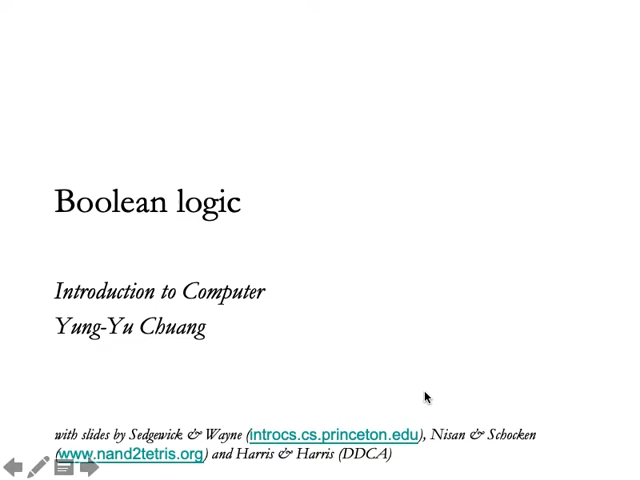 Boolean logic
Introduction to Computer
Yung-Yu Chuang
with slides by Sedgewick & Wayne (introcs.cs.princeton.edu), Nisan & Schocken
(www.nand2tetris.org) and Harris & Harris (DDCA)